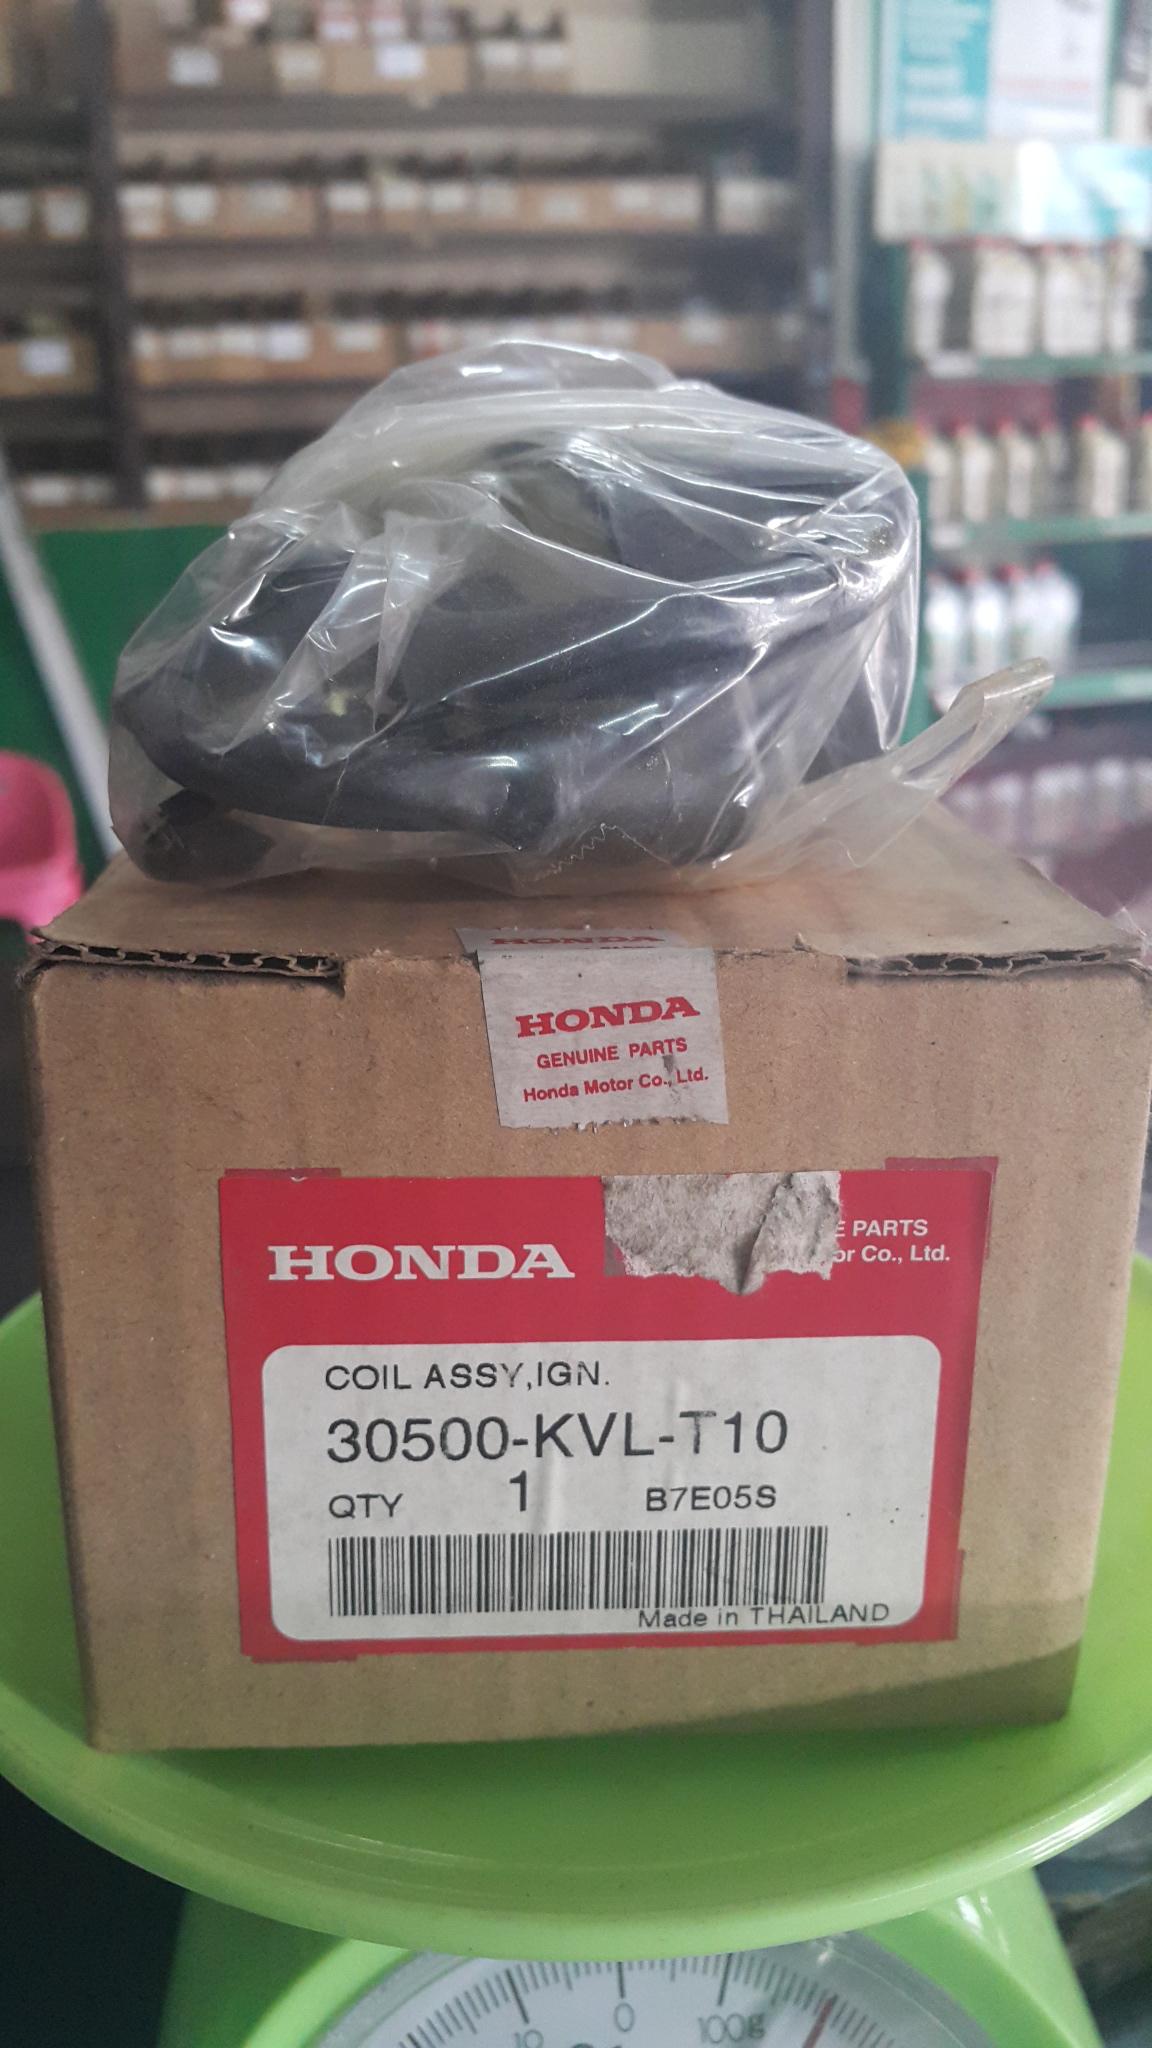 HONDA
HONDA
GENUINE PARTS
Honda Motor Co., Ltd.
HONDA
E PARTS
or Co., Ltd.
COIL ASSY,IGN.
30500-KVL-T10
QTY 1 B7E05S
Made in THAILAND
10 0 100g